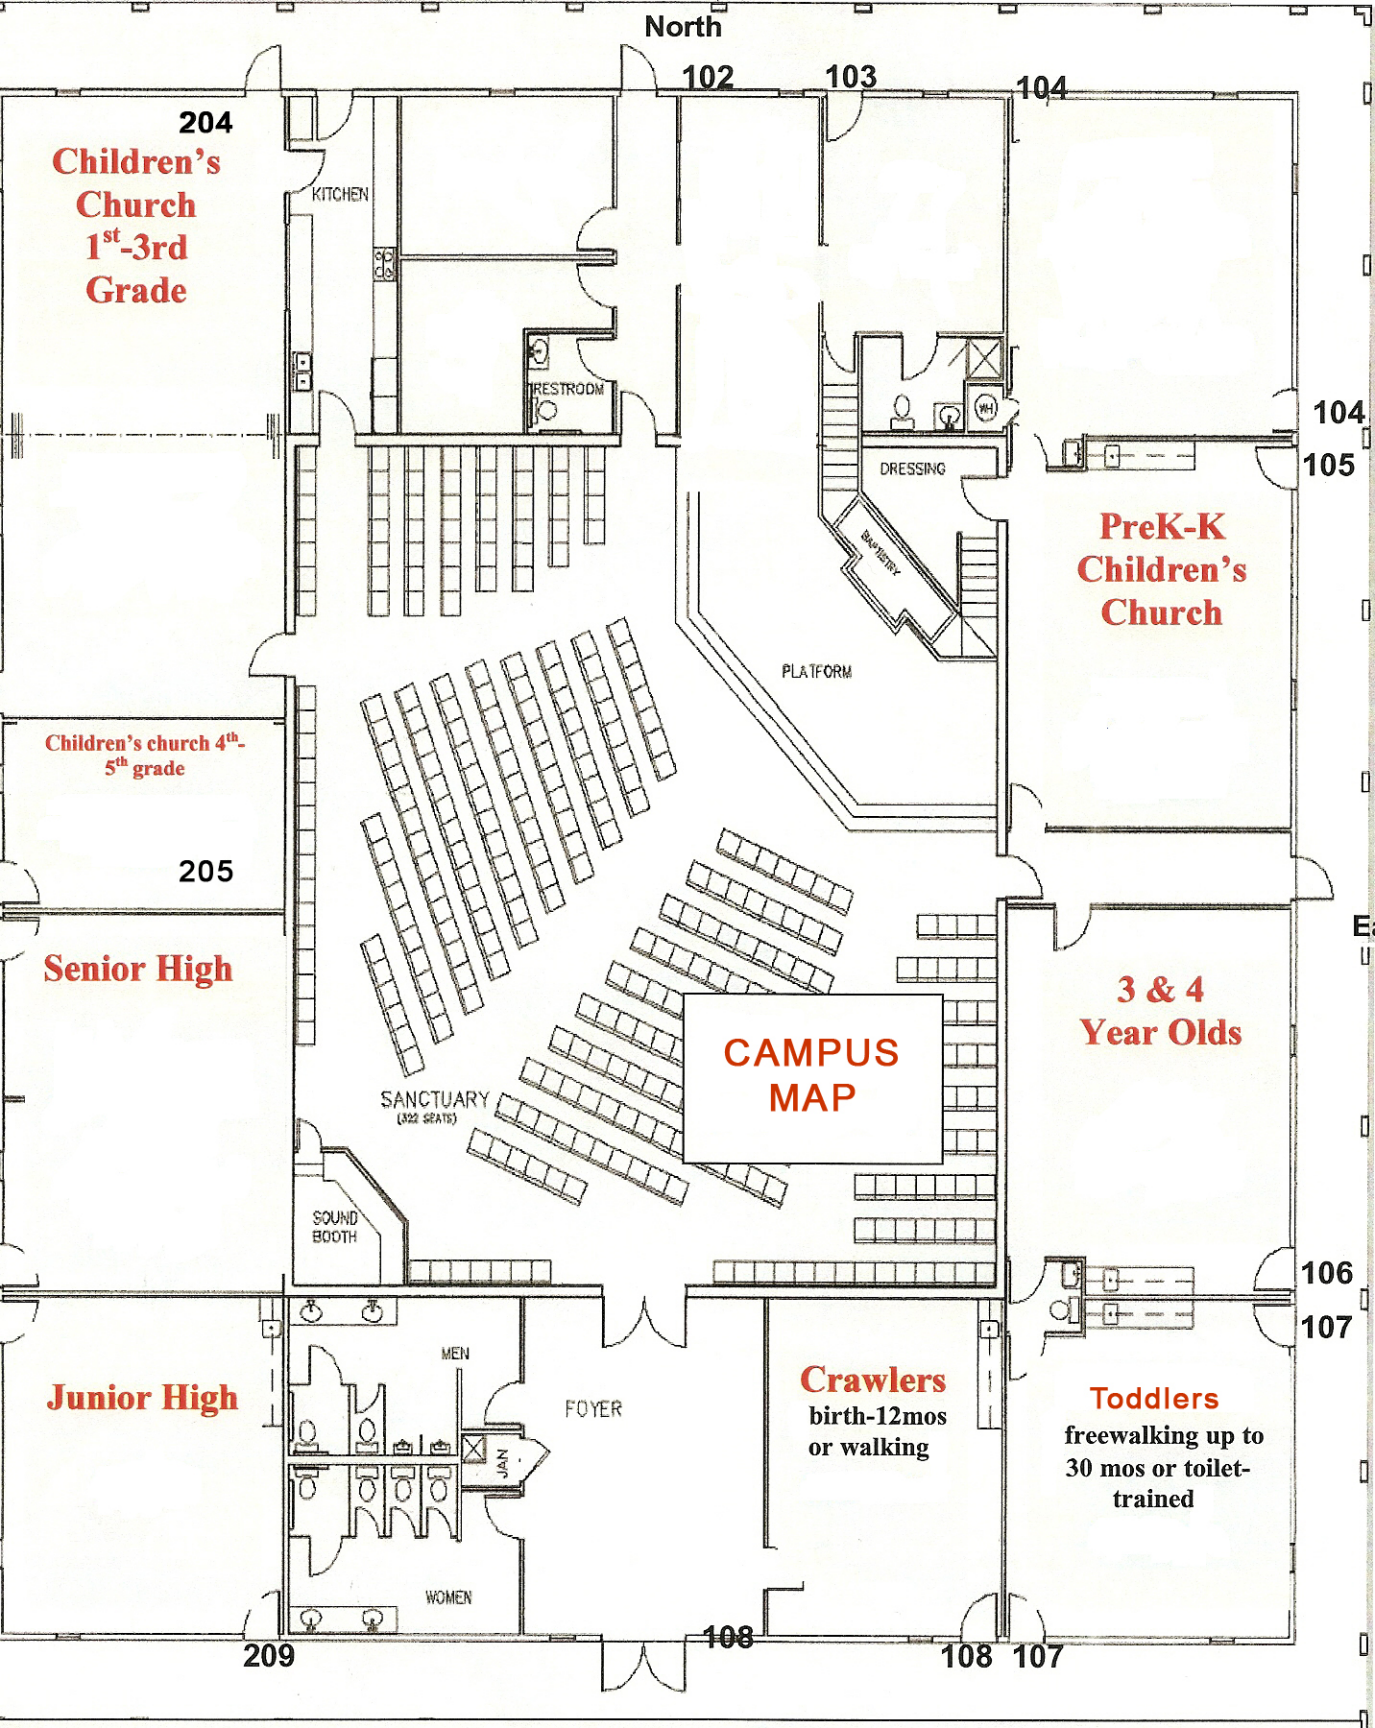 North
102
103
104
204
Children's
Church
1st-3rd
Grade
KITCHEN
RESTROOM
WH
104
105
DRESSING
BAPTISTRY
PreK-K
Children's
Church
PLATFORM
Children's church 4th-
5th grade
205
Senior High
3 & 4
Year Olds
CAMPUS
MAP
SANCTUARY
(322 SEATS)
SOUND
BOOTH
106
107
MEN
Junior High
FOYER
JAN
Crawlers
birth-12mos
or walking
Toddlers
freewalking up to
30 mos or toilet-
trained
WOMEN
209
108
108
107